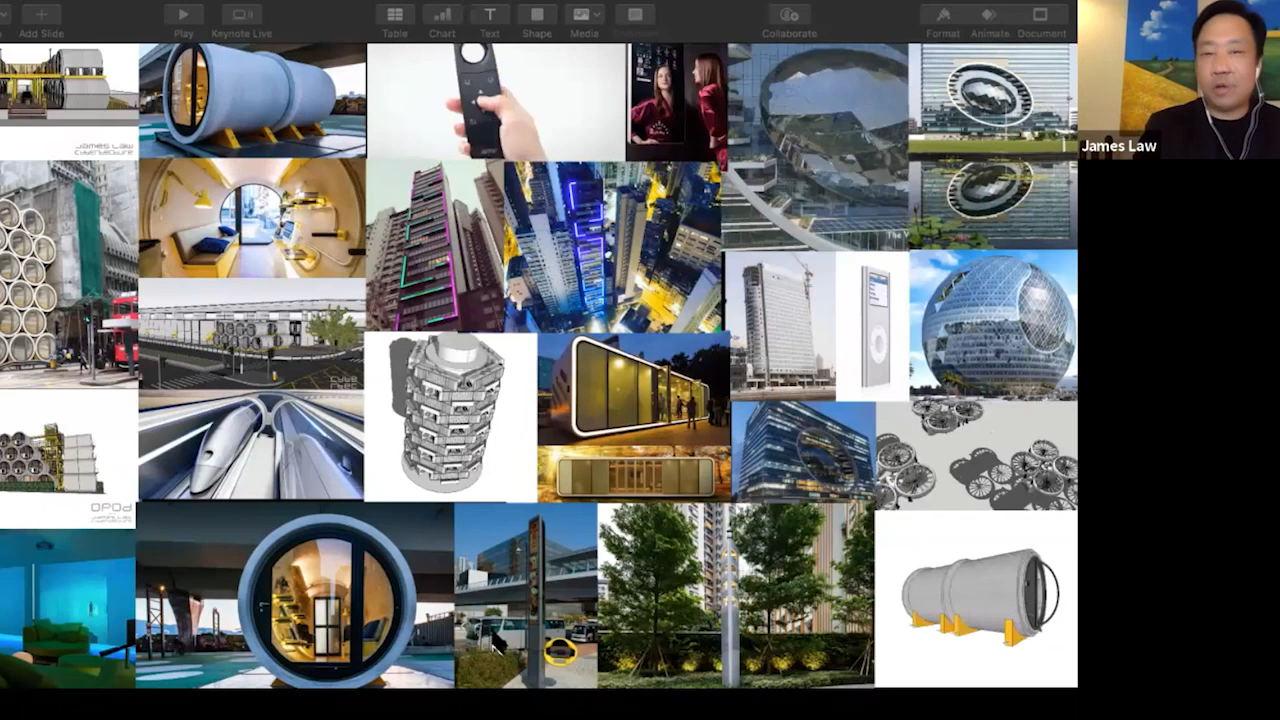 Add Slide
Play
Keynote Live
Table
Chart
Text
Shape
Media
Collaborate
Format
Animate
Document
James Law
James Law
cybertecture
OPOD